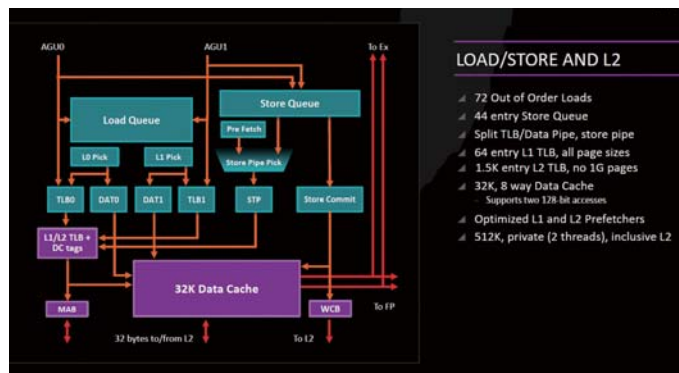 AGU0
AGU1
To Ex
Load Queue
Store Queue
Pre Fetch
L0 Pick
L1 Pick
Store Pipe Pick
TLB0
DAT0
DAT1
TLB1
STP
Store Commit
L1/L2 TLB +
DC tags
32K Data Cache
MAB
WCB
To FP
32 bytes to/from L2
To L2
LOAD/STORE AND L2
72 Out of Order Loads
44 entry Store Queue
Split TLB/Data Pipe, store pipe
64 entry L1 TLB, all page sizes
1.5K entry L2 TLB, no 1G pages
32K, 8 way Data Cache
- Supports two 128-bit accesses
Optimized L1 and L2 Prefetchers
512K, private (2 threads), inclusive L2